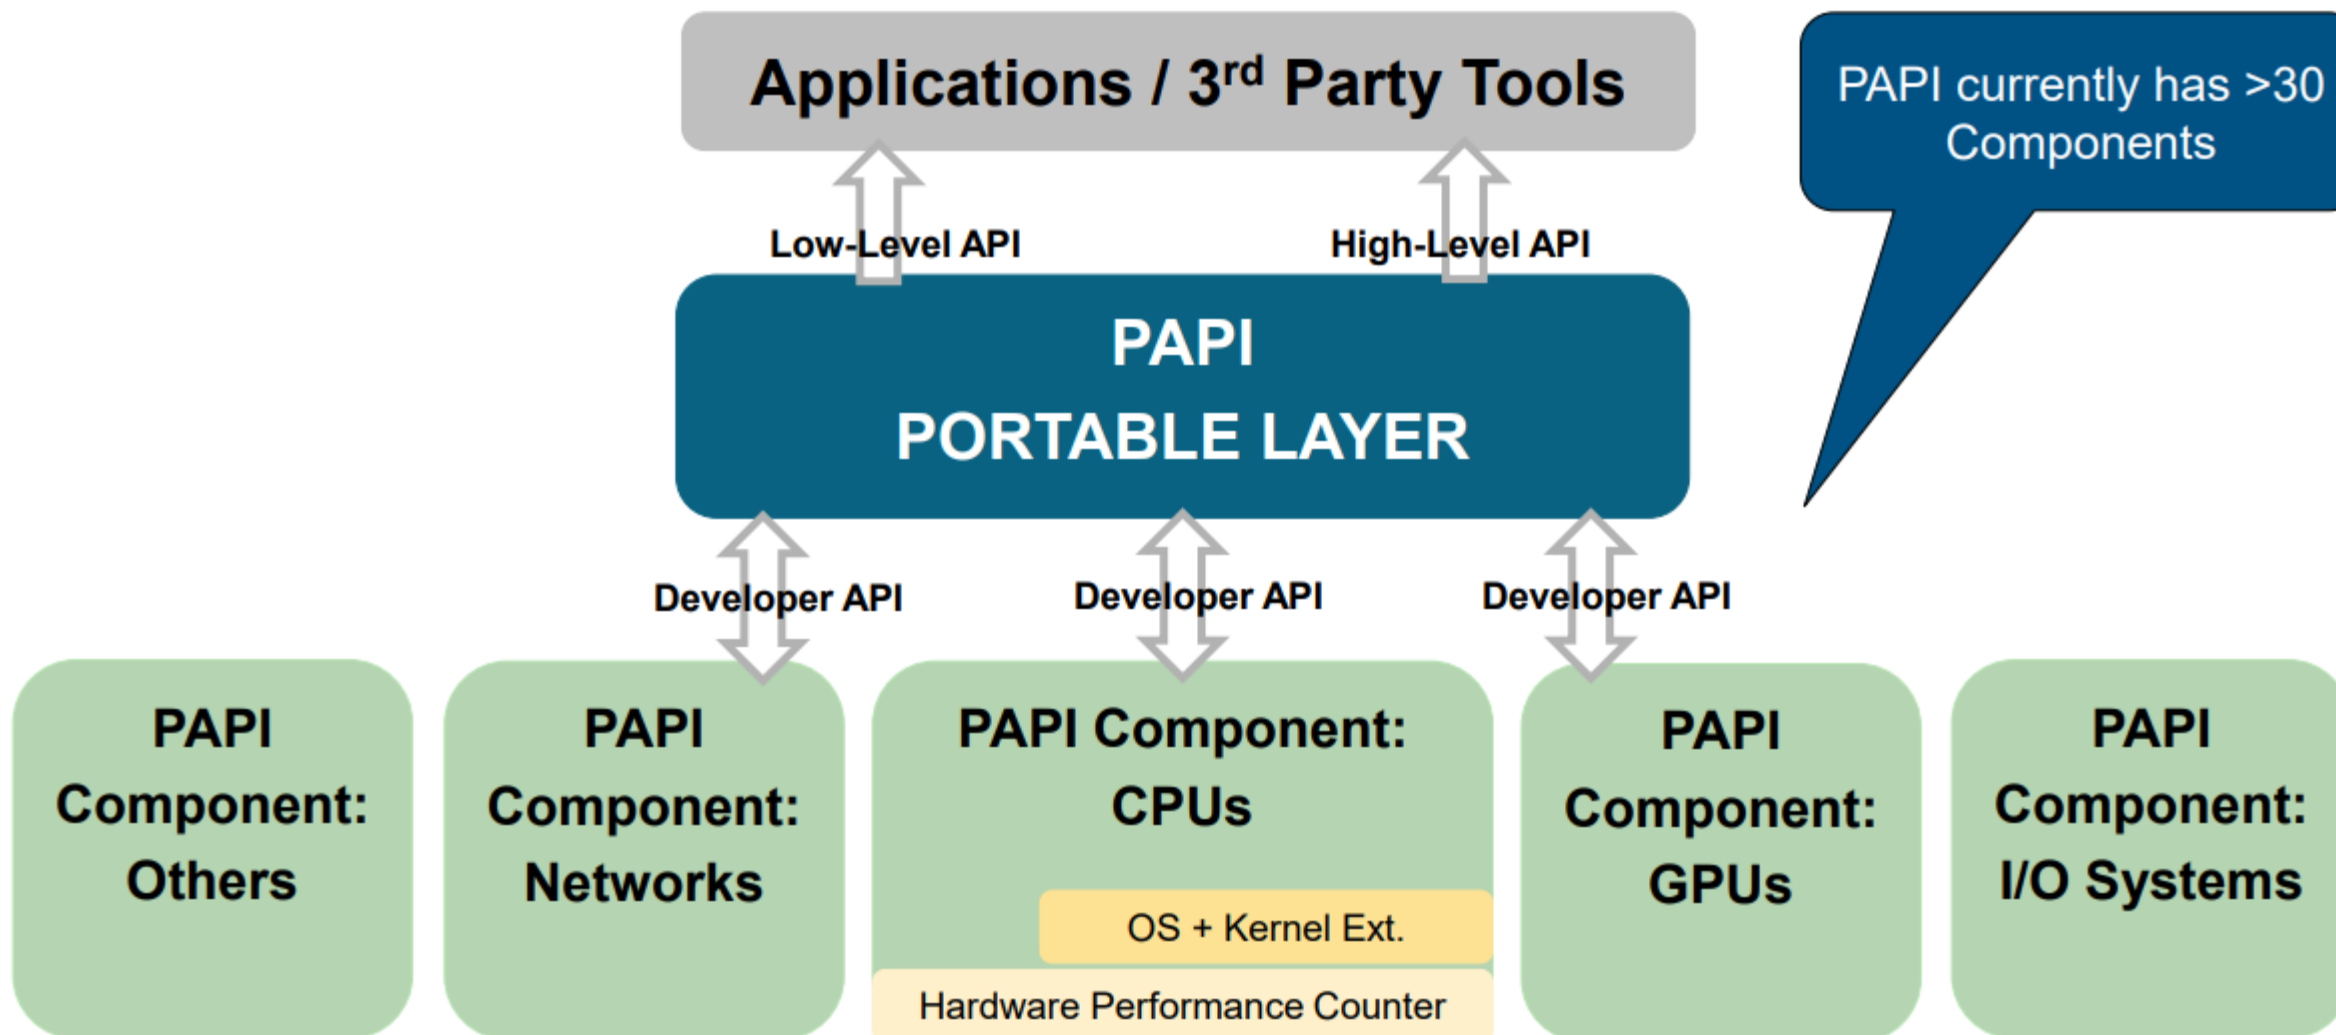 Applications / 3rd Party Tools
PAPI currently has >30
Components
Low-Level API
High-Level API
PAPI
PORTABLE LAYER
Developer API
Developer API
Developer API
PAPI
Component:
Others
PAPI
Component:
Networks
PAPI Component:
CPUs
OS + Kernel Ext.
Hardware Performance Counter
PAPI
Component:
GPUs
PAPI
Component:
I/O Systems